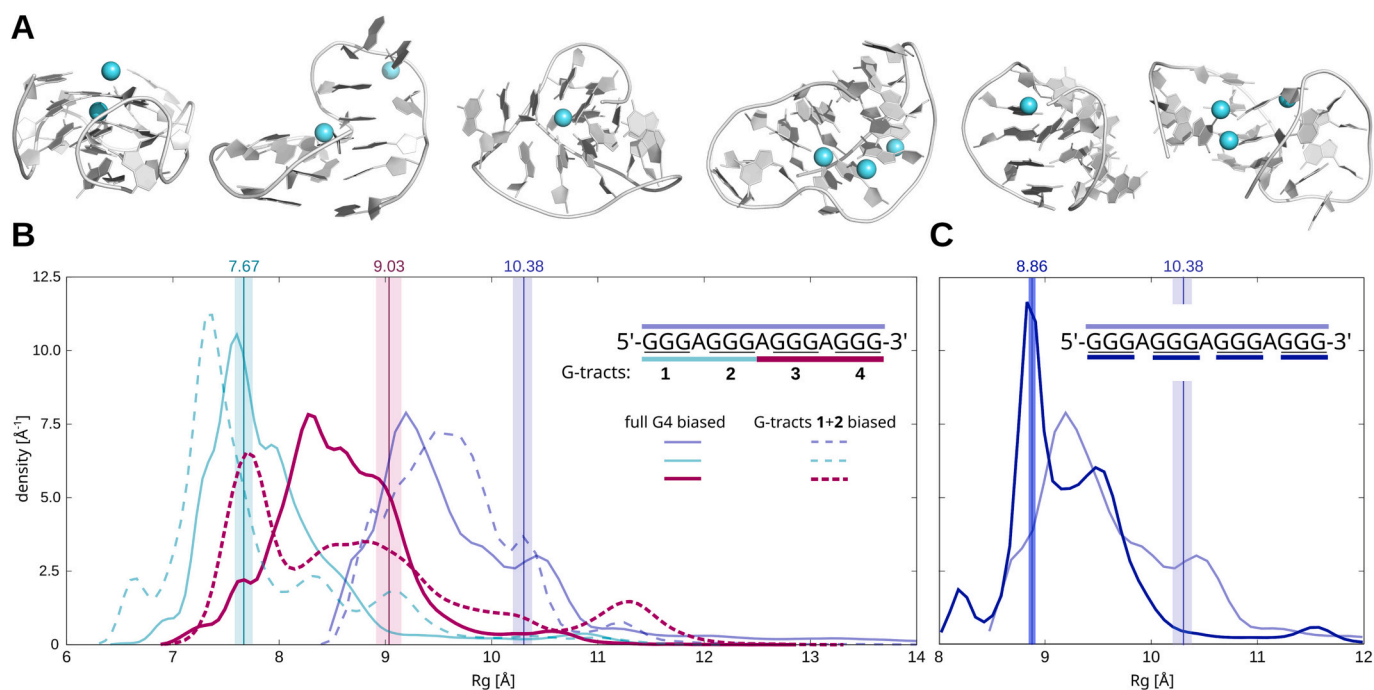 A
B
C
7.67
9.03
10.38
8.86
10.38
12.5
10.0
7.5
5.0
2.5
0
density [Å⁻¹]
5'-GGGAGGGAGGGAGGG-3'
G-tracts: 1 2 3 4
full G4 biased
G-tracts 1+2 biased
5'-GGGAGGGAGGGAGGG-3'
6 7 8 9 10 11 12 13 14
Rg [Å]
8 9 10 11 12
Rg [Å]